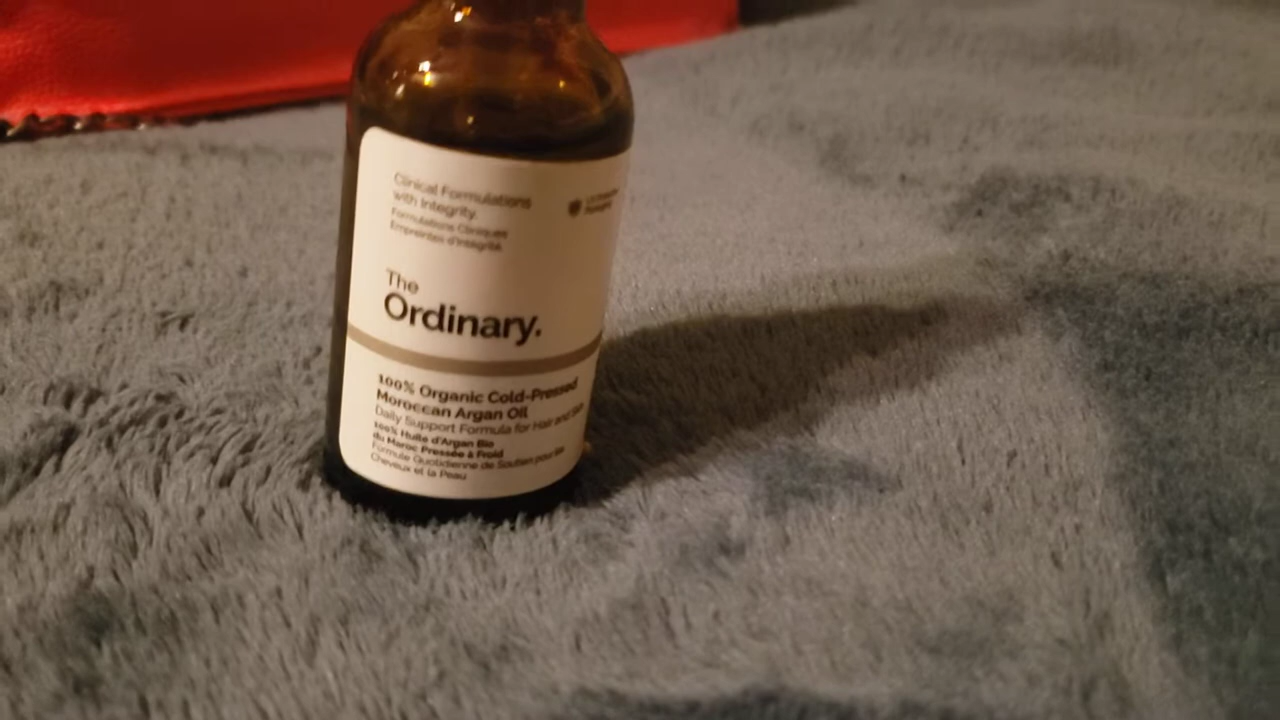 Clinical Formulations
with Integrity.
Formulations Cliniques
Empreintes d'Intégrité.
The
Ordinary.
100% Organic Cold-Pressed
Moroccan Argan Oil
Daily Support Formula for Hair and Skin
100% Huile d'Argan Bio
du Maroc Pressée à Froid
Formule Quotidienne de Soutien pour les
Cheveux et la Peau